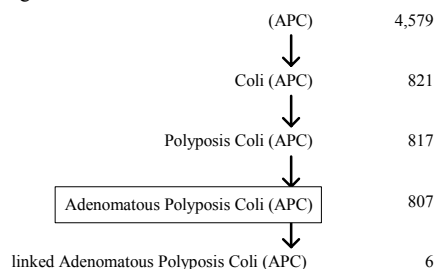 (APC) 4,579
Coli (APC) 821
Polyposis Coli (APC) 817
Adenomatous Polyposis Coli (APC) 807
linked Adenomatous Polyposis Coli (APC) 6